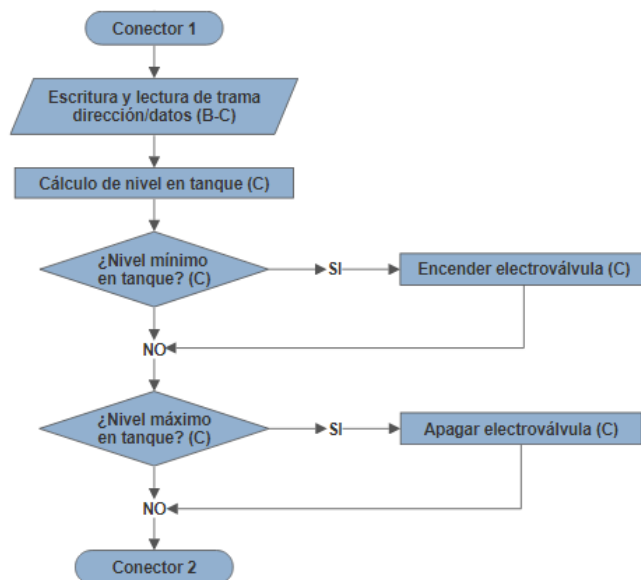 Conector 1
Escritura y lectura de trama
dirección/datos (B-C)
Cálculo de nivel en tanque (C)
¿Nivel mínimo
en tanque? (C)
SI
Encender electroválvula (C)
NO
¿Nivel máximo
en tanque? (C)
SI
Apagar electroválvula (C)
NO
Conector 2